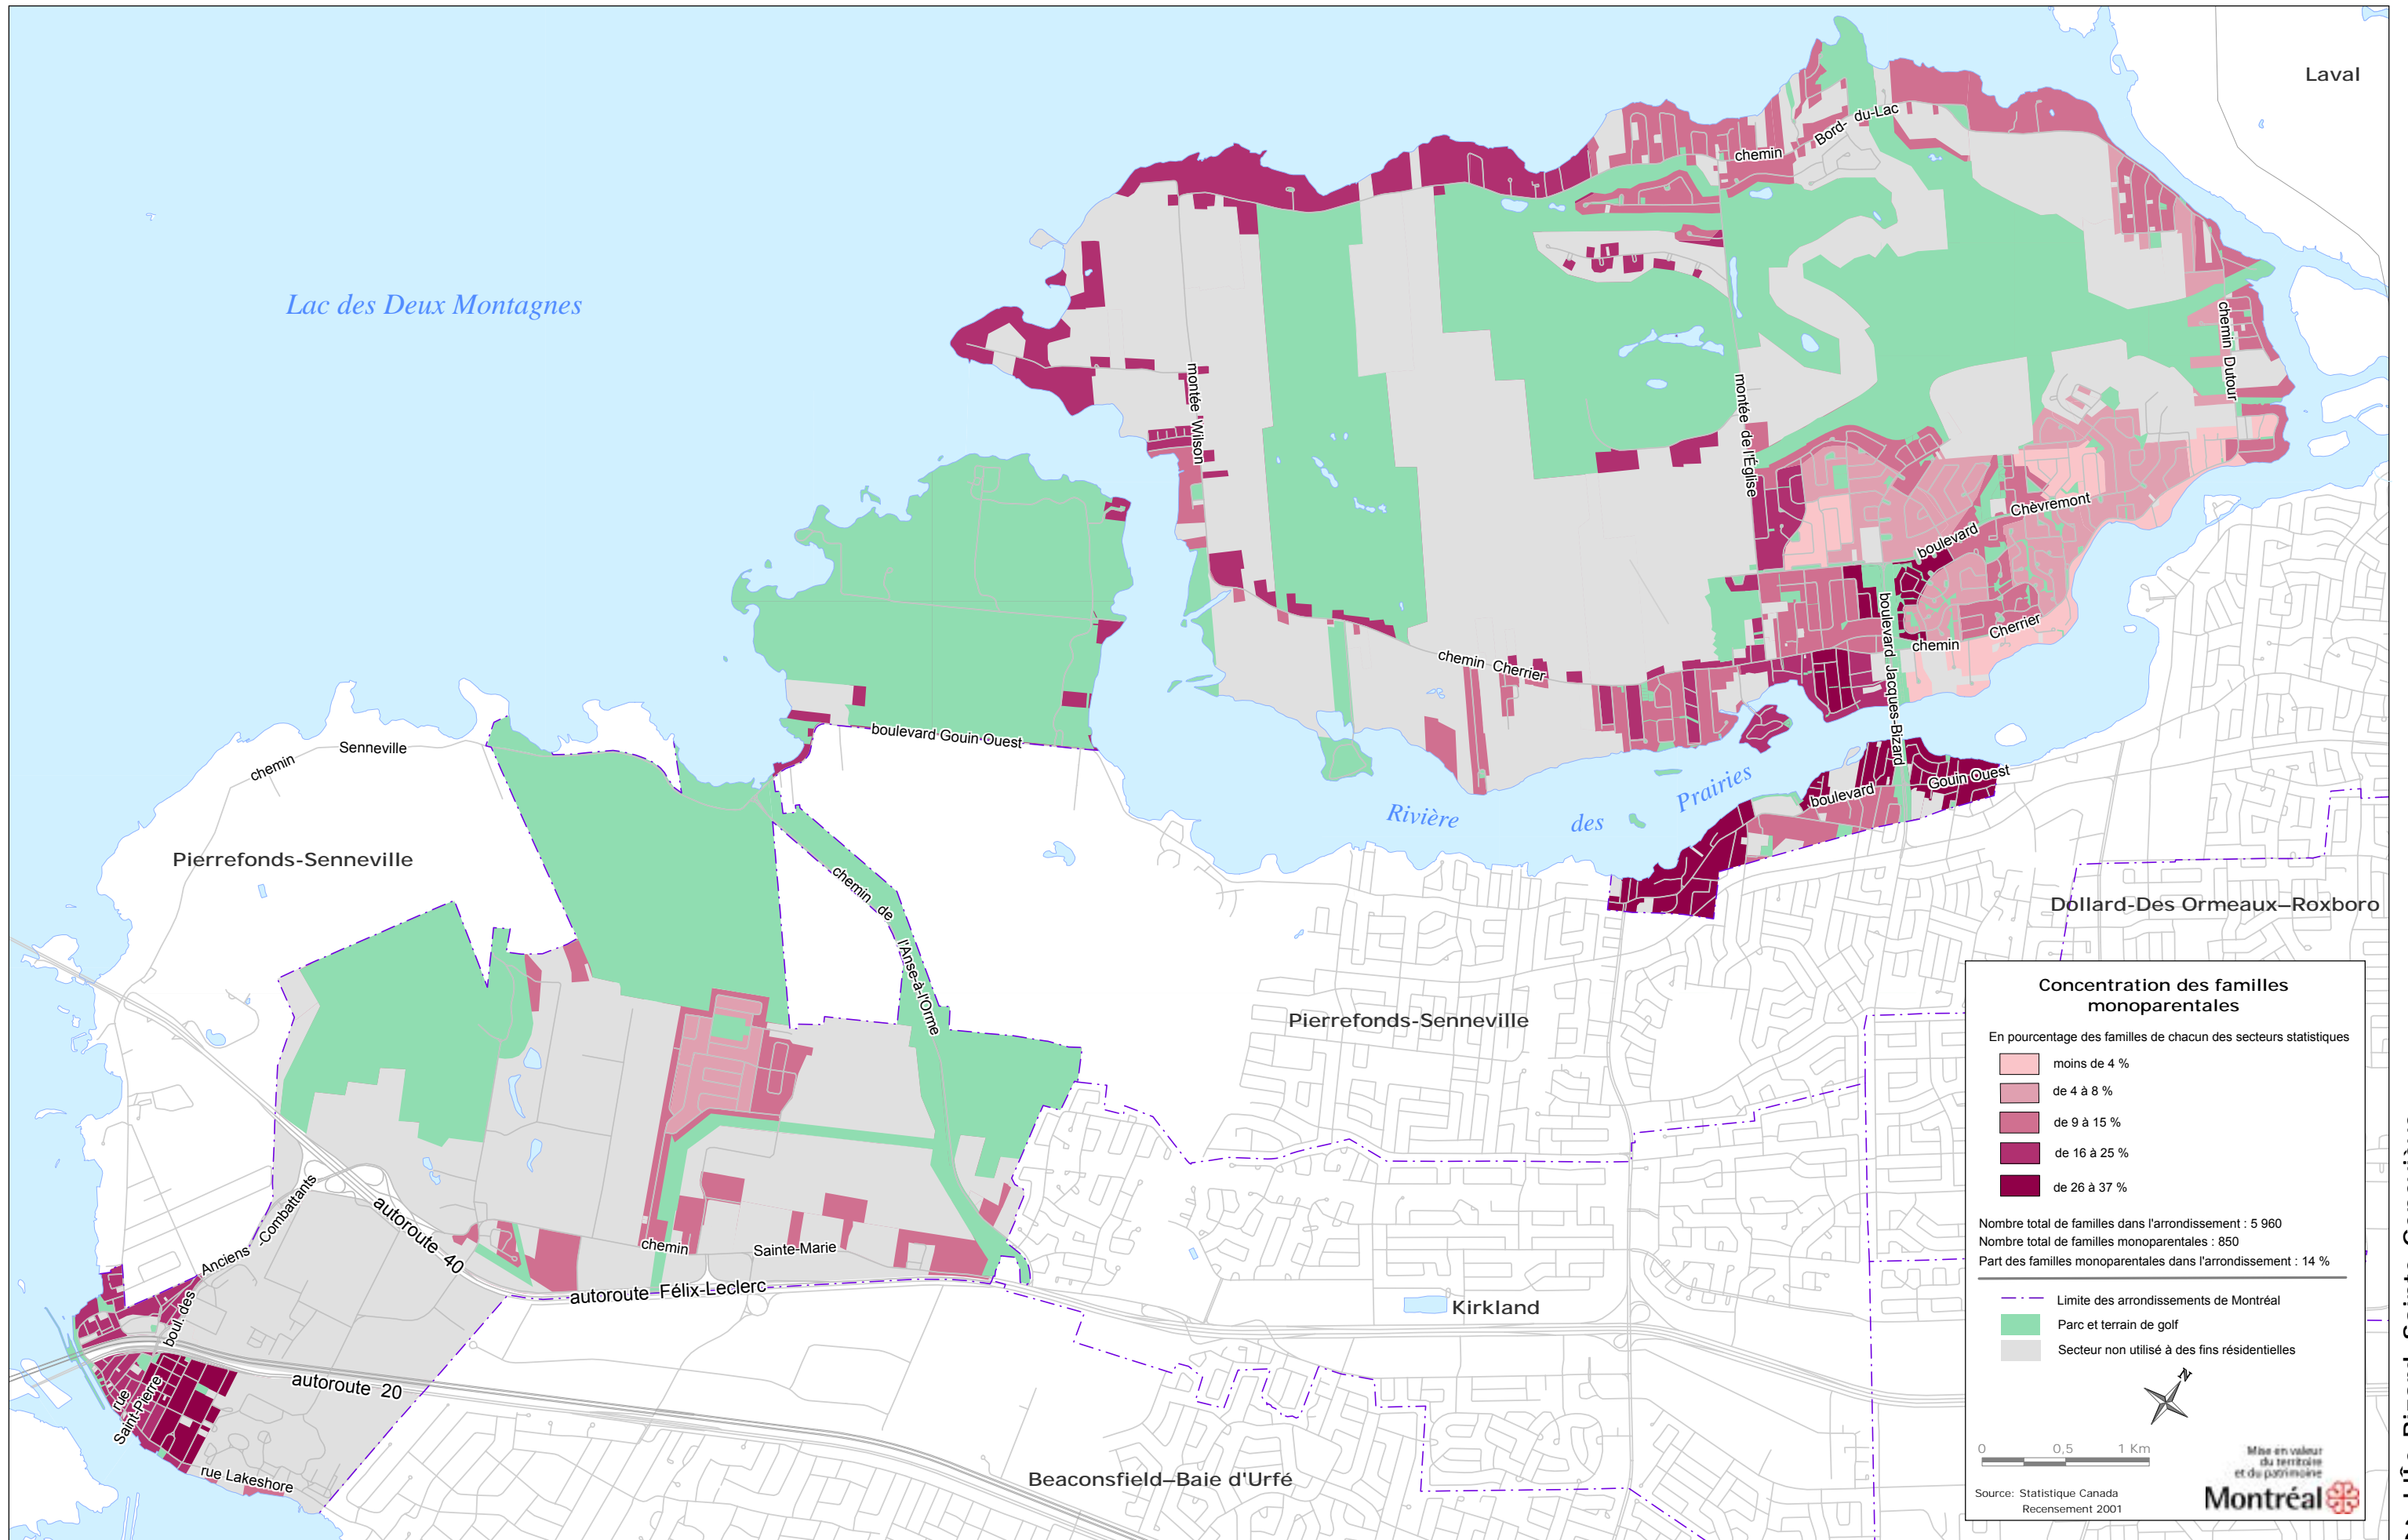 Laval
Lac des Deux Montagnes
chemin Bord- du-Lac
chemin Dutour
montée Wilson
montée de l'Église
boulevard Chèvremont
chemin Cherrier
boulevard Jacques-Bizard
chemin Cherrier
boulevard Gouin Ouest
chemin Senneville
Rivière des Prairies
boulevard Gouin Ouest
Pierrefonds-Senneville
chemin de l'Anse-à-l'Orme
Dollard-Des Ormeaux–Roxboro
Pierrefonds-Senneville
boul. des Anciens -Combattants
autoroute 40
chemin Sainte-Marie
autoroute Félix-Leclerc
Kirkland
autoroute 20
rue Saint-Pierre
rue Lakeshore
Beaconsfield–Baie d'Urfé
Concentration des familles
monoparentales
En pourcentage des familles de chacun des secteurs statistiques
moins de 4 %
de 4 à 8 %
de 9 à 15 %
de 16 à 25 %
de 26 à 37 %
Nombre total de familles dans l'arrondissement : 5 960
Nombre total de familles monoparentales : 850
Part des familles monoparentales dans l'arrondissement : 14 %
Limite des arrondissements de Montréal
Parc et terrain de golf
Secteur non utilisé à des fins résidentielles
N
0 0,5 1 Km
Mise en valeur
du territoire
et du patrimoine
Montréal
Source: Statistique Canada
Recensement 2001